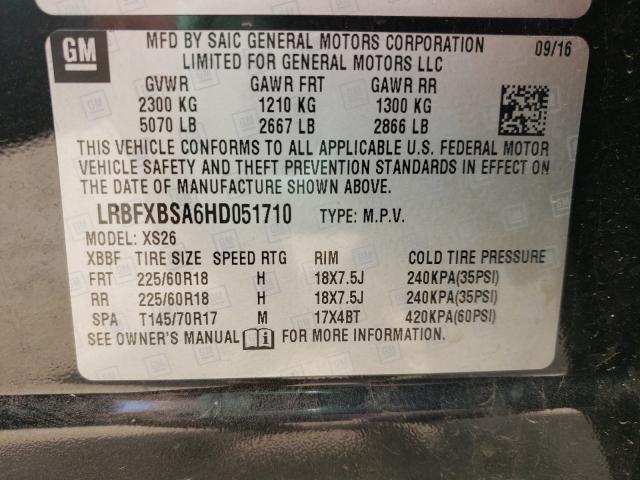 GM
MFD BY SAIC GENERAL MOTORS CORPORATION 09/16
LIMITED FOR GENERAL MOTORS LLC
GVWR GAWR FRT GAWR RR
2300 KG 1210 KG 1300 KG
5070 LB 2667 LB 2866 LB
THIS VEHICLE CONFORMS TO ALL APPLICABLE U.S. FEDERAL MOTOR
VEHICLE SAFETY AND THEFT PREVENTION STANDARDS IN EFFECT ON
THE DATE OF MANUFACTURE SHOWN ABOVE.
LRBFXBSA6HD051710 TYPE: M.P.V.
MODEL: XS26
XBBF TIRE SIZE SPEED RTG RIM COLD TIRE PRESSURE
FRT 225/60R18 H 18X7.5J 240KPA(35PSI)
RR 225/60R18 H 18X7.5J 240KPA(35PSI)
SPA T145/70R17 M 17X4BT 420KPA(60PSI)
SEE OWNER'S MANUAL FOR MORE INFORMATION.